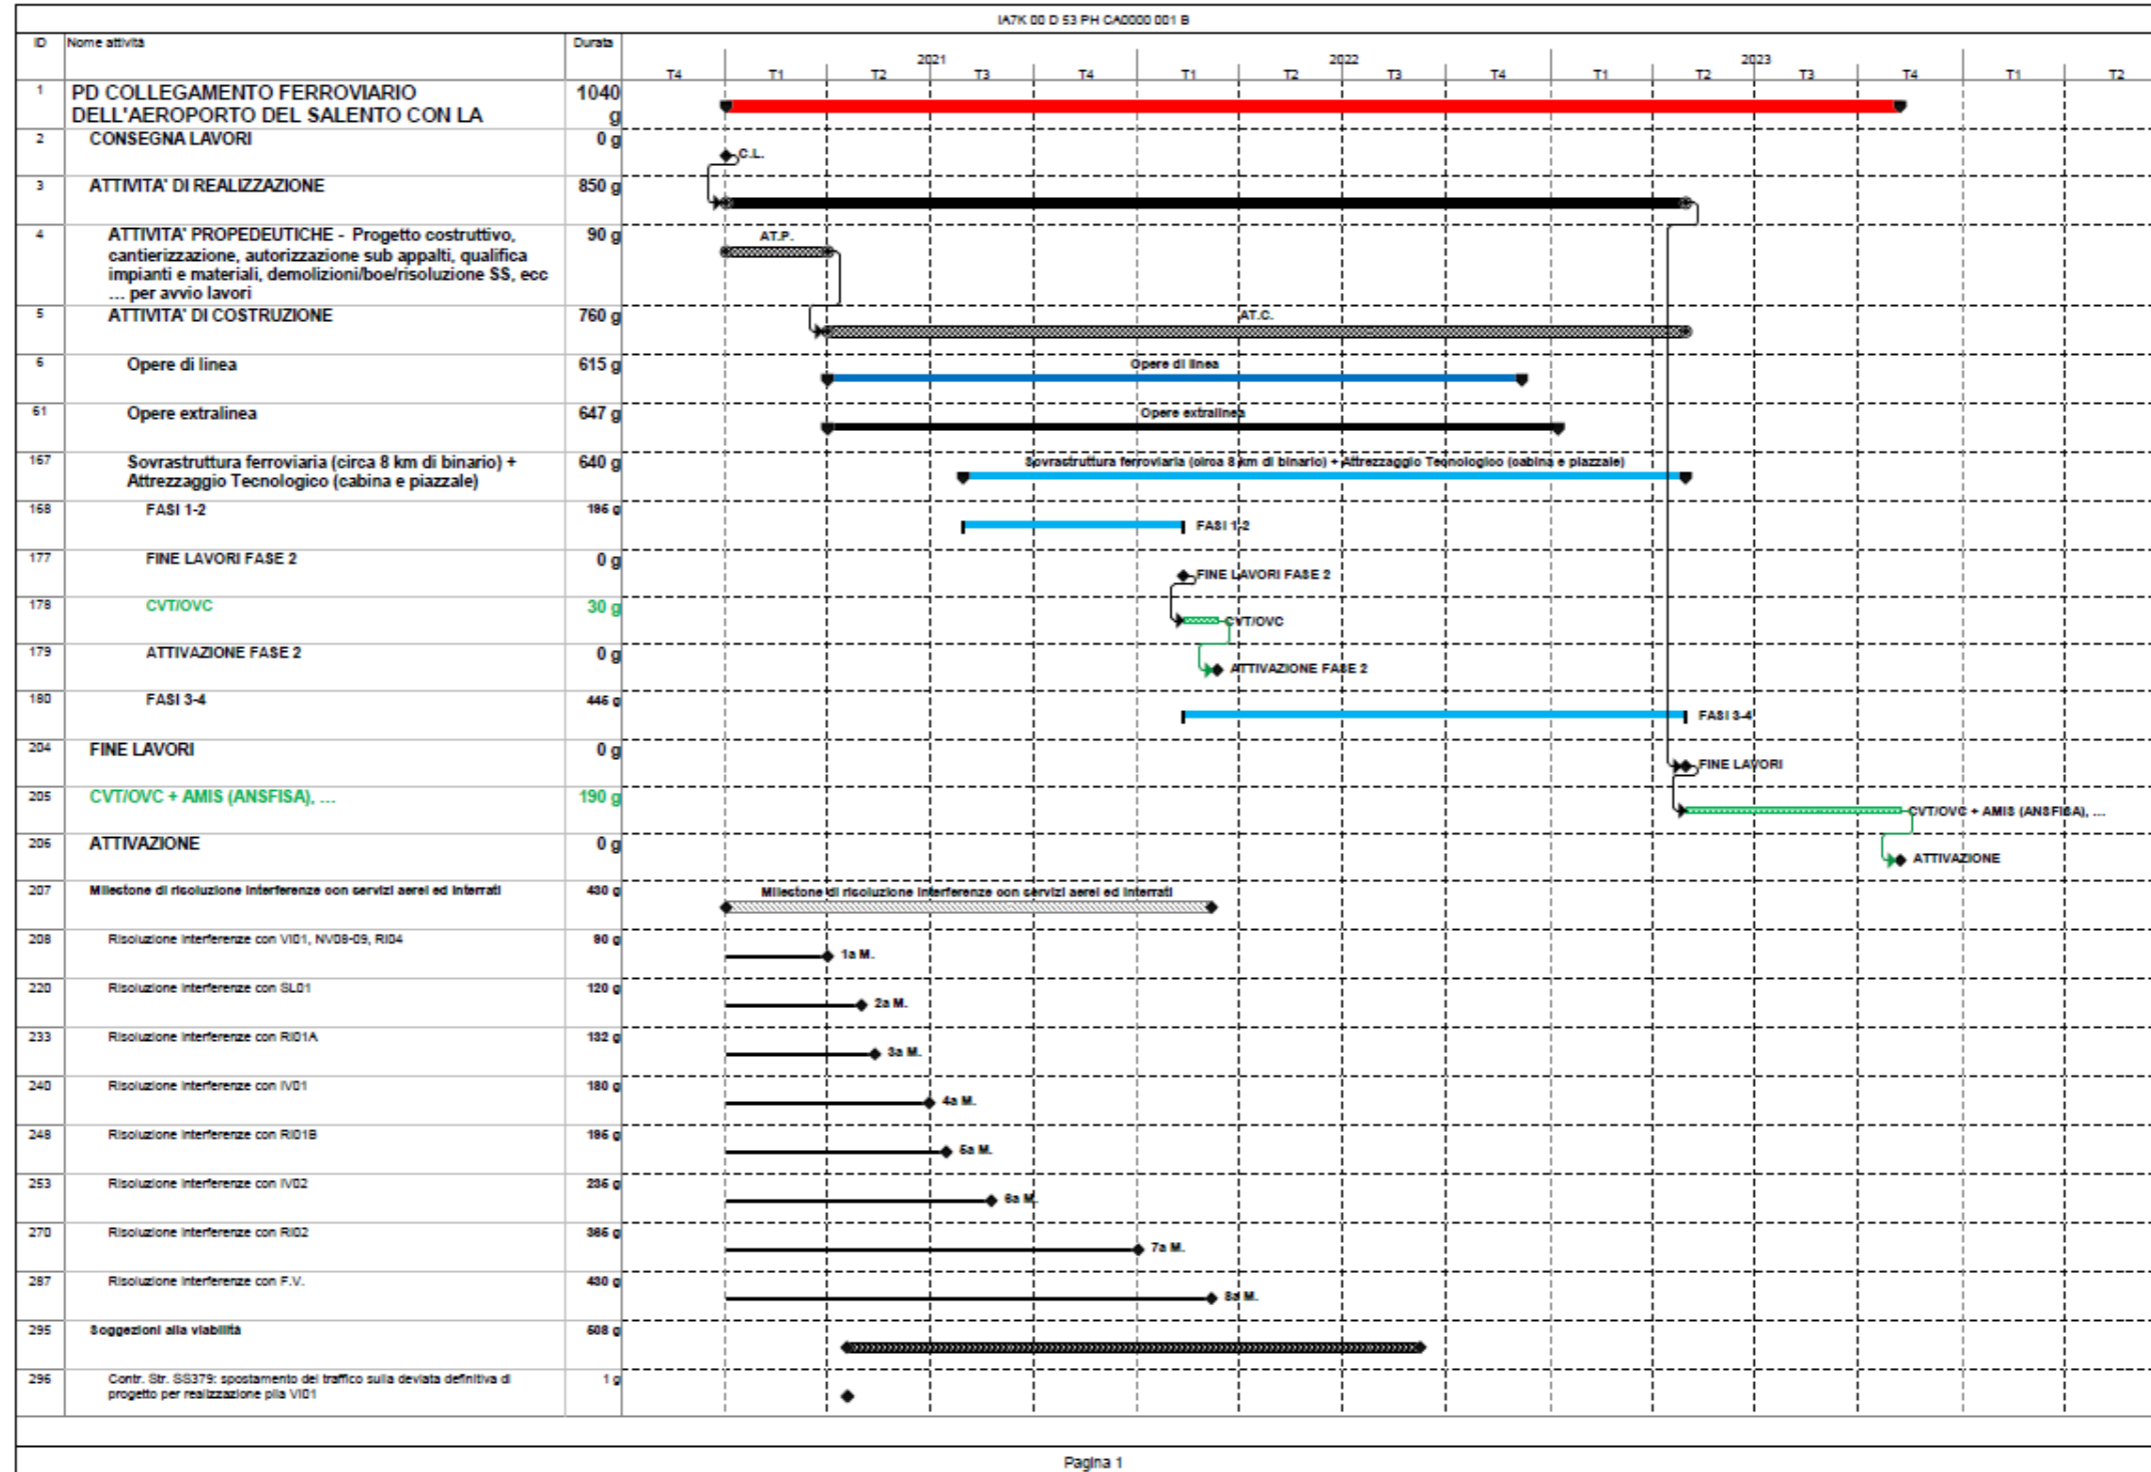 IA7K 00 D 53 PH CA0000 001 B
ID Nome attività Durata
2021 2022 2023
T4 T1 T2 T3 T4 T1 T2 T3 T4 T1 T2 T3 T4 T1 T2
1 PD COLLEGAMENTO FERROVIARIO 1040
DELL'AEROPORTO DEL SALENTO CON LA g
2 CONSEGNA LAVORI 0 g
C.L.
3 ATTIVITA' DI REALIZZAZIONE 850 g
4 ATTIVITA' PROPEDEUTICHE - Progetto costruttivo, 90 g AT.P.
cantierizzazione, autorizzazione sub appalti, qualifica
impianti e materiali, demolizioni/boe/risoluzione SS, ecc
... per avvio lavori
5 ATTIVITA' DI COSTRUZIONE 760 g AT.C.
6 Opere di linea 615 g Opere di linea
61 Opere extralinea 647 g Opere extralinea
167 Sovrastruttura ferroviaria (circa 8 km di binario) + 640 g Sovrastruttura ferroviaria (circa 8 km di binario) + Attrezzaggio Tecnologico (cabina e piazzale)
Attrezzaggio Tecnologico (cabina e piazzale)
168 FASI 1-2 195 g
FASI 1-2
177 FINE LAVORI FASE 2 0 g
FINE LAVORI FASE 2
178 CVT/OVC 30 g
CVT/OVC
179 ATTIVAZIONE FASE 2 0 g
ATTIVAZIONE FASE 2
180 FASI 3-4 445 g
FASI 3-4
204 FINE LAVORI 0 g
FINE LAVORI
205 CVT/OVC + AMIS (ANSFISA), ... 190 g
CVT/OVC + AMIS (ANSFISA), ...
206 ATTIVAZIONE 0 g
ATTIVAZIONE
207 Milestone di risoluzione interferenze con servizi aerei ed interrati 430 g Milestone di risoluzione interferenze con servizi aerei ed interrati
208 Risoluzione interferenze con VI01, NV08-09, RI04 90 g
1a M.
220 Risoluzione interferenze con SL01 120 g
2a M.
233 Risoluzione interferenze con RI01A 132 g
3a M.
240 Risoluzione interferenze con IV01 180 g
4a M.
248 Risoluzione interferenze con RI01B 195 g
5a M.
253 Risoluzione interferenze con IV02 235 g
6a M.
270 Risoluzione interferenze con RI02 365 g
7a M.
287 Risoluzione interferenze con F.V. 430 g
8a M.
295 Soggezioni alla viabilità 508 g
296 Contr. Str. SS379: spostamento del traffico sulla deviata definitiva di 1 g
progetto per realizzazione pila VI01
Pagina 1